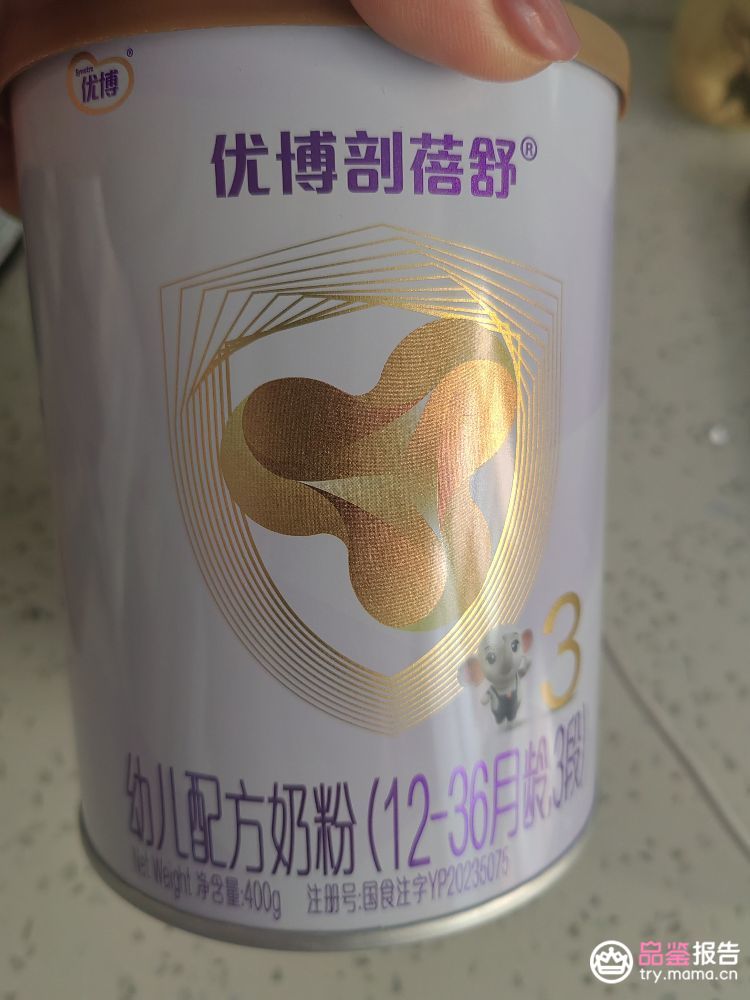 Synutra
优博®
优博剖蓓舒®
3
幼儿配方奶粉(12-36月龄,3段)
Net Weight 净含量:400g 注册号:国食注字YP20235075
品鉴报告
try.mama.cn